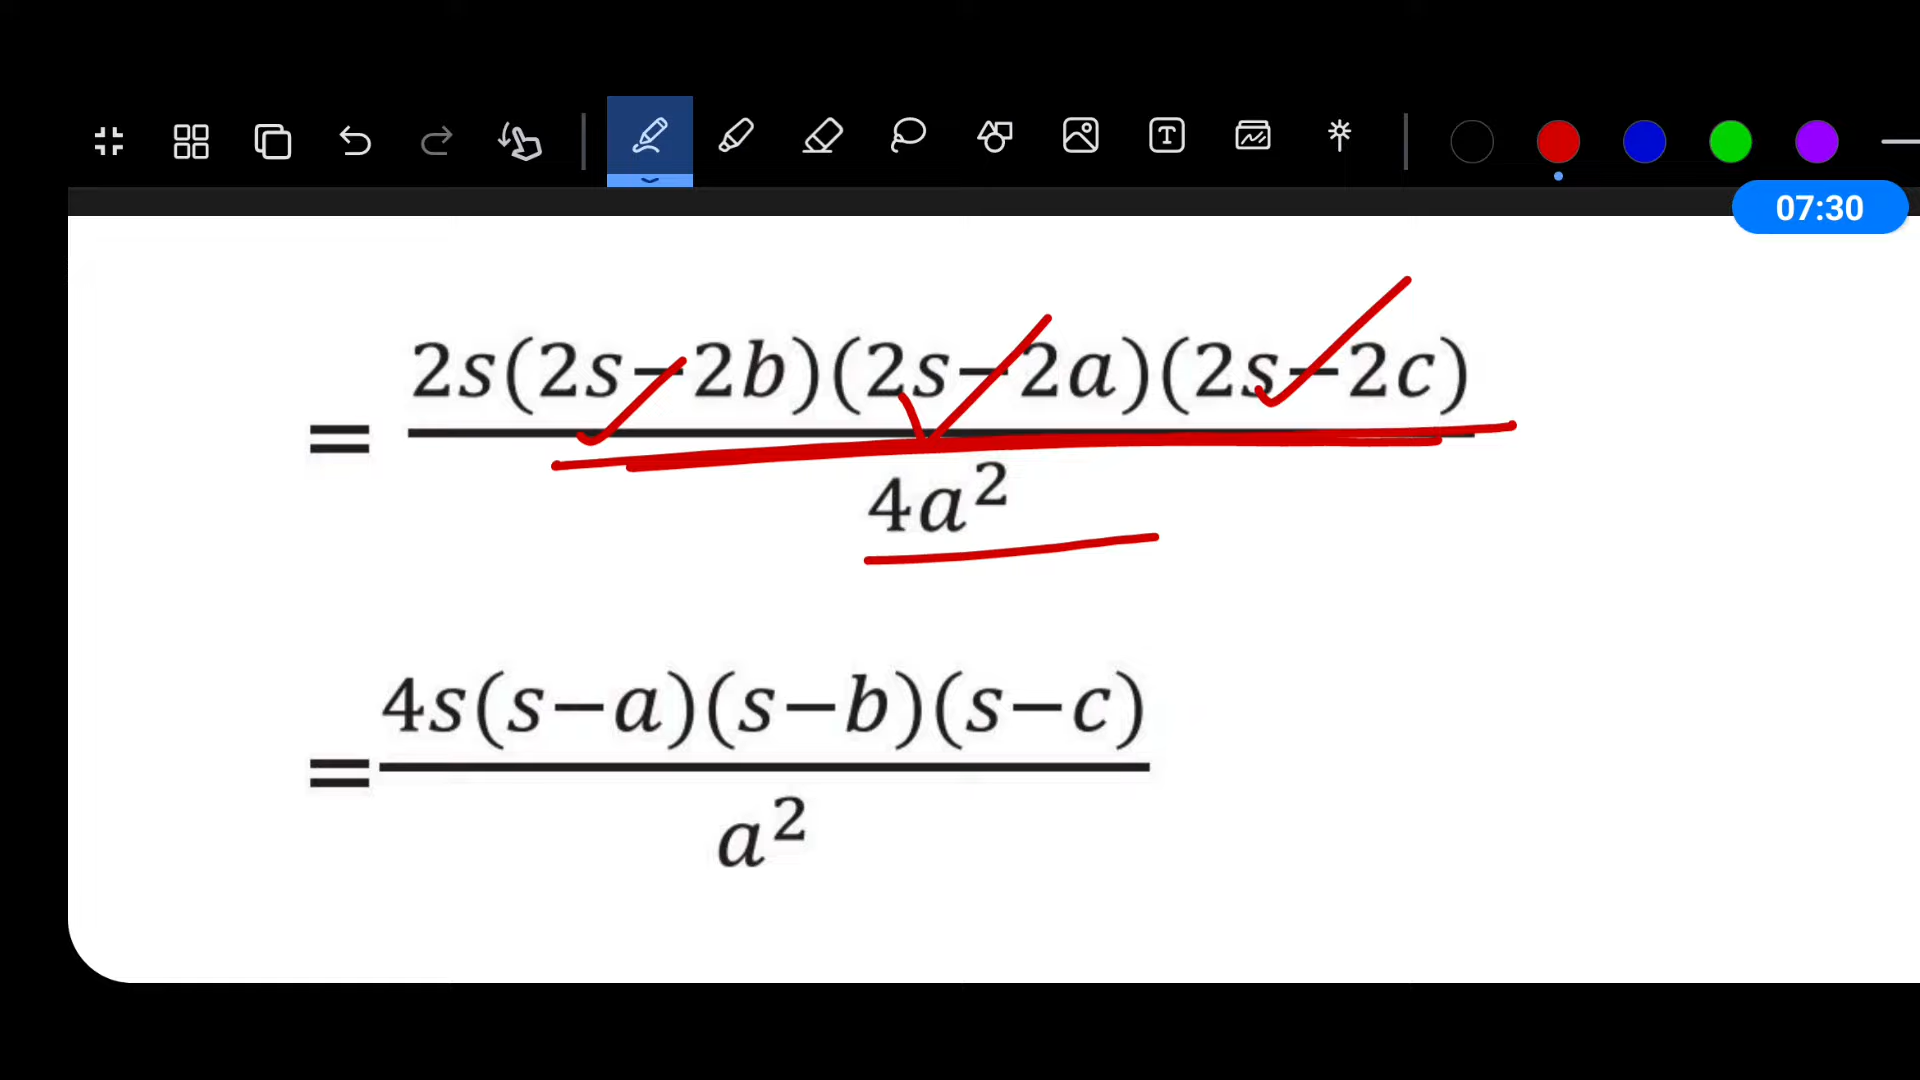 07:30
= 2s(2s−2b)(2s−2a)(2s−2c)
4a²
= 4s(s−a)(s−b)(s−c)
a²